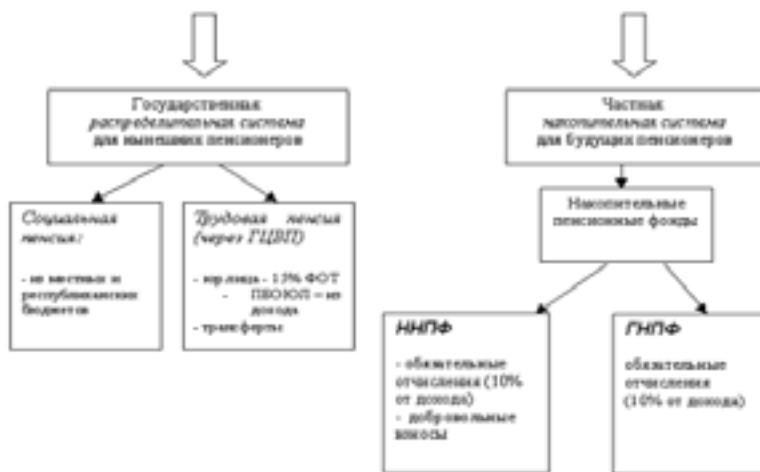 Государственная
распределительная система
для нынешних пенсионеров
Социальная
пенсия:
- из местных и
республиканских
бюджетов
Трудовая пенсия
(через ГЦВП)
- юр.лица - 15% ФОТ
- ПБОЮЛ – из
дохода
- трансферты
Частная
накопительная система
для будущих пенсионеров
Накопительные
пенсионные фонды
ННПФ
- обязательные
отчисления (10%
от дохода)
- добровольные
взносы
ГНПФ
обязательные
отчисления
(10% от дохода)